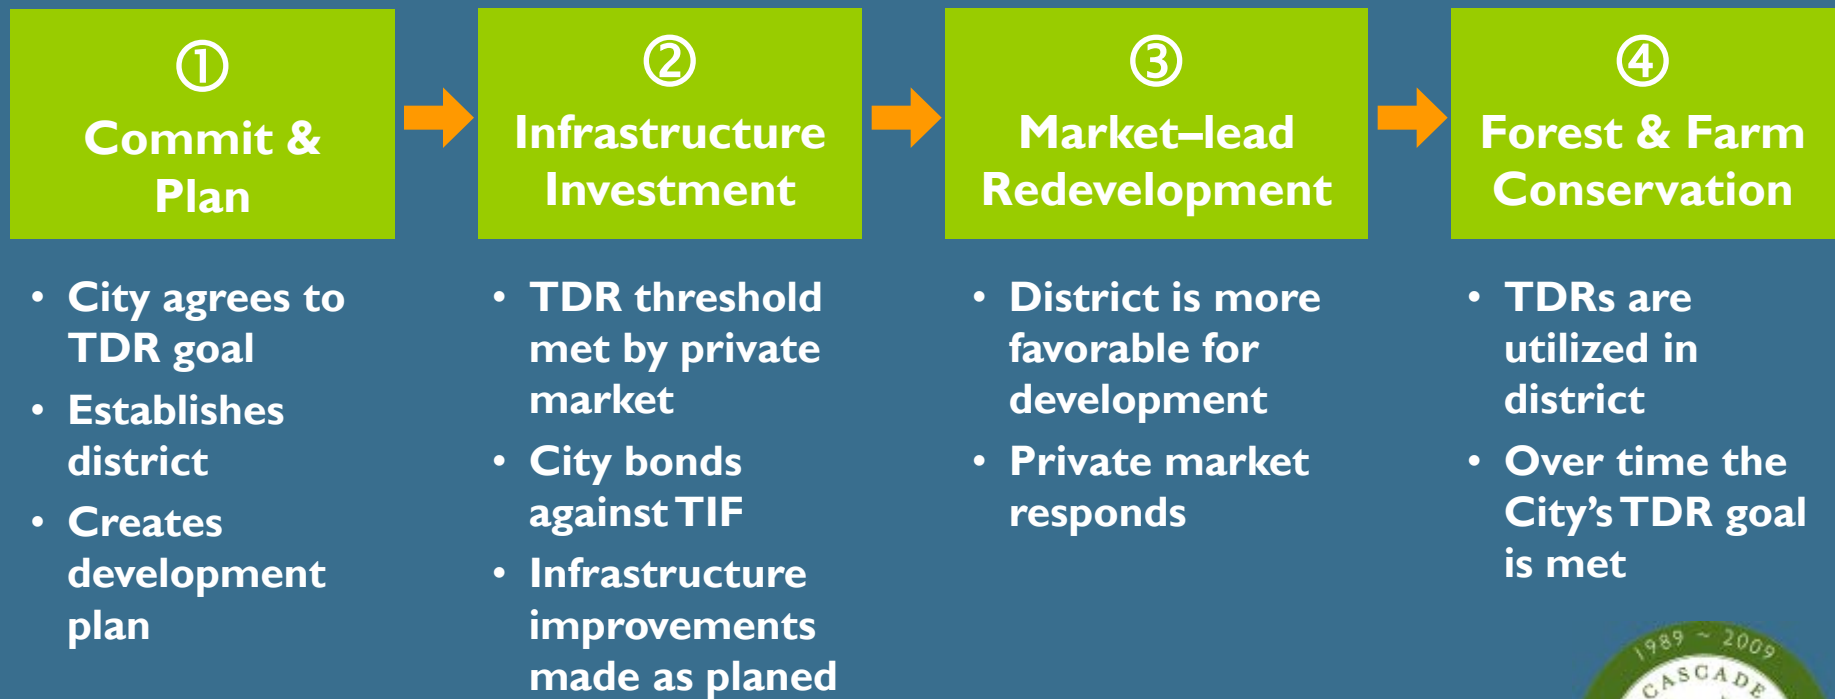 ①
Commit &
Plan
• City agrees to
TDR goal
• Establishes
district
• Creates
development
plan
②
Infrastructure
Investment
• TDR threshold
met by private
market
• City bonds
against TIF
• Infrastructure
improvements
made as planed
③
Market–lead
Redevelopment
• District is more
favorable for
development
• Private market
responds
④
Forest & Farm
Conservation
• TDRs are
utilized in
district
• Over time the
City’s TDR goal
is met
1989 ~ 2009
CASCADE